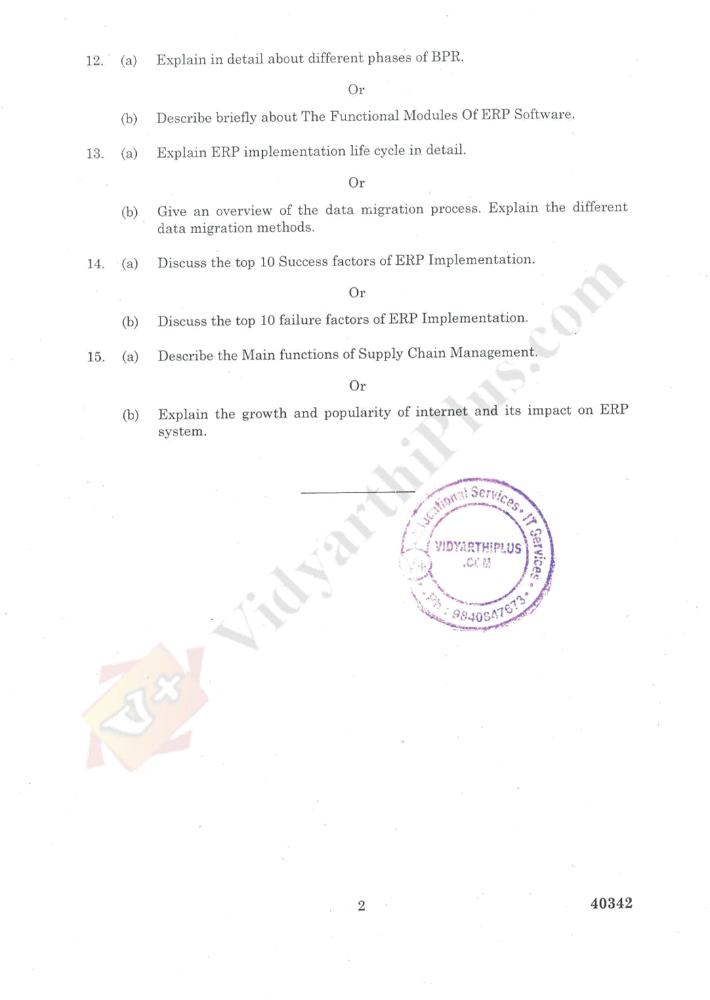 12. (a) Explain in detail about different phases of BPR.
Or
(b) Describe briefly about The Functional Modules Of ERP Software.
13. (a) Explain ERP implementation life cycle in detail.
Or
(b) Give an overview of the data migration process. Explain the different
data migration methods.
14. (a) Discuss the top 10 Success factors of ERP Implementation.
Or
(b) Discuss the top 10 failure factors of ERP Implementation.
15. (a) Describe the Main functions of Supply Chain Management.
Or
(b) Explain the growth and popularity of internet and its impact on ERP
system.
VidyarthiPlus.com
Educational Services. IT Services.
VIDYARTHiPLUS
.COM
V+
V+
2
40342